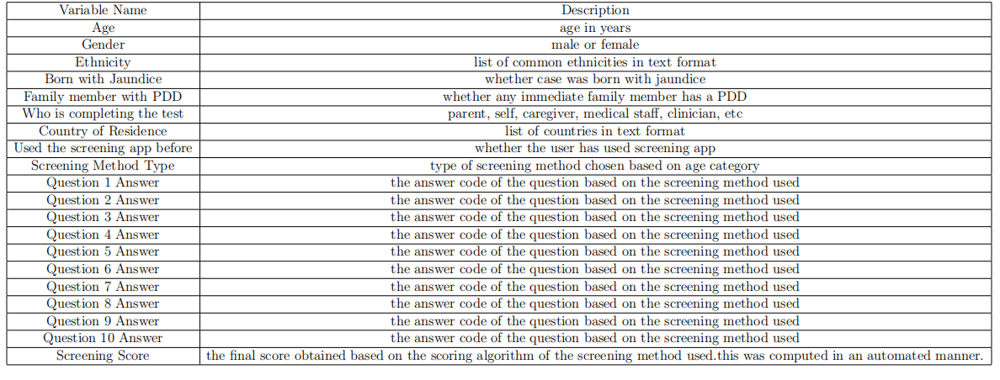 Variable Name Description
Age age in years
Gender male or female
Ethnicity list of common ethnicities in text format
Born with Jaundice whether case was born with jaundice
Family member with PDD whether any immediate family member has a PDD
Who is completing the test parent, self, caregiver, medical staff, clinician, etc
Country of Residence list of countries in text format
Used the screening app before whether the user has used screening app
Screening Method Type type of screening method chosen based on age category
Question 1 Answer the answer code of the question based on the screening method used
Question 2 Answer the answer code of the question based on the screening method used
Question 3 Answer the answer code of the question based on the screening method used
Question 4 Answer the answer code of the question based on the screening method used
Question 5 Answer the answer code of the question based on the screening method used
Question 6 Answer the answer code of the question based on the screening method used
Question 7 Answer the answer code of the question based on the screening method used
Question 8 Answer the answer code of the question based on the screening method used
Question 9 Answer the answer code of the question based on the screening method used
Question 10 Answer the answer code of the question based on the screening method used
Screening Score the final score obtained based on the scoring algorithm of the screening method used.this was computed in an automated manner.